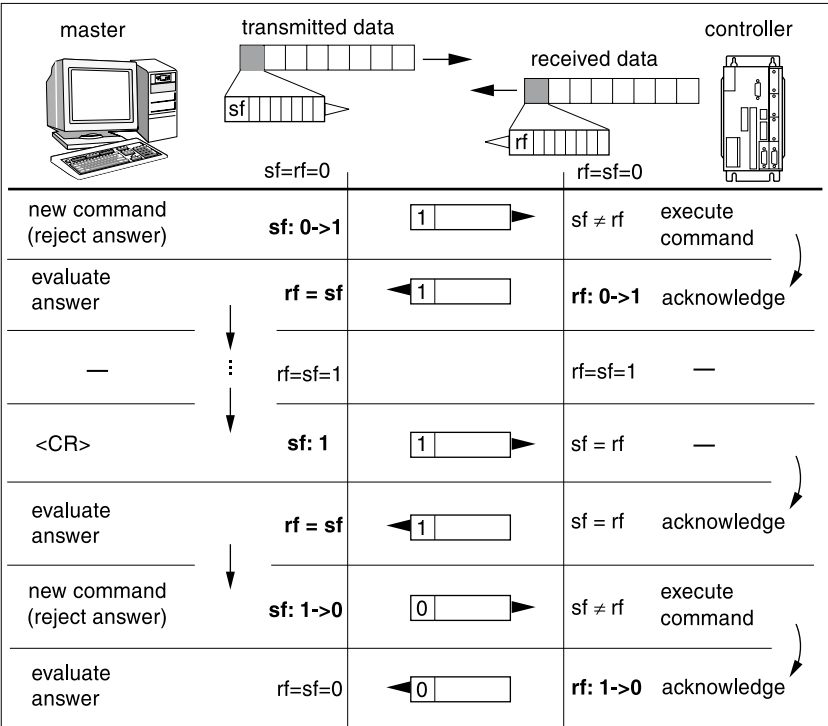 master
transmitted data
controller
received data
sf
rf
sf=rf=0
rf=sf=0
new command
(reject answer)
sf: 0->1
1
sf ≠ rf
execute
command
evaluate
answer
rf = sf
1
rf: 0->1
acknowledge
—
rf=sf=1
rf=sf=1
—
<CR>
sf: 1
1
sf = rf
—
evaluate
answer
rf = sf
1
sf = rf
acknowledge
new command
(reject answer)
sf: 1->0
0
sf ≠ rf
execute
command
evaluate
answer
rf=sf=0
0
rf: 1->0
acknowledge